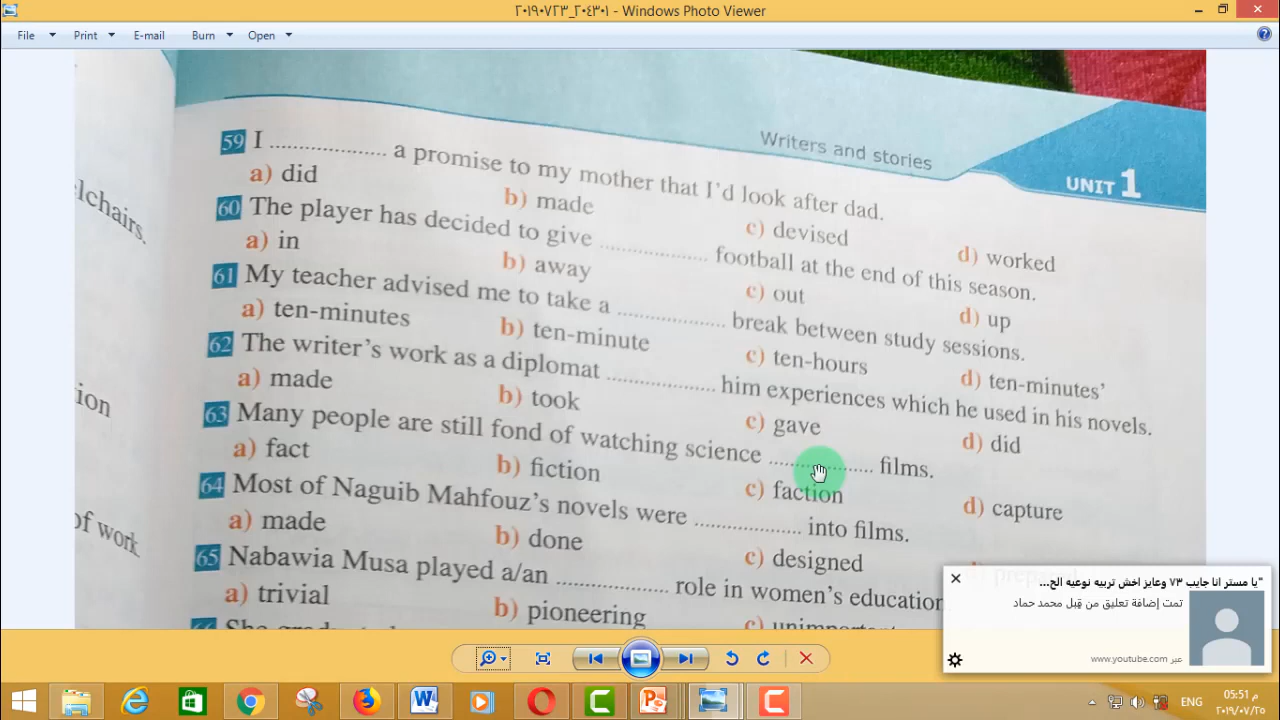 ٢٠١٩٠٧٢٣_٢٠٤٣٠١ - Windows Photo Viewer
File Print E-mail Burn Open
Writers and stories
UNIT 1
lchairs.
ion
of work
59 I .................. a promise to my mother that I'd look after dad.
a) did b) made c) devised d) worked
60 The player has decided to give .................. football at the end of this season.
a) in b) away c) out d) up
61 My teacher advised me to take a .................. break between study sessions.
a) ten-minutes b) ten-minute c) ten-hours d) ten-minutes'
62 The writer's work as a diplomat .................. him experiences which he used in his novels.
a) made b) took c) gave d) did
63 Many people are still fond of watching science .................. films.
a) fact b) fiction c) faction d) capture
64 Most of Naguib Mahfouz's novels were .................. into films.
a) made b) done c) designed
65 Nabawia Musa played a/an .................. role in women's education
a) trivial b) pioneering c) unimportant
"يا مستر انا جايب ٧٣ وعايز اخش تربيه نوعيه الح...
تمت إضافة تعليق من قِبل محمد حماد
عبر www.youtube.com
ENG
05:51 م
٢٠١٩/٠٧/٢٥